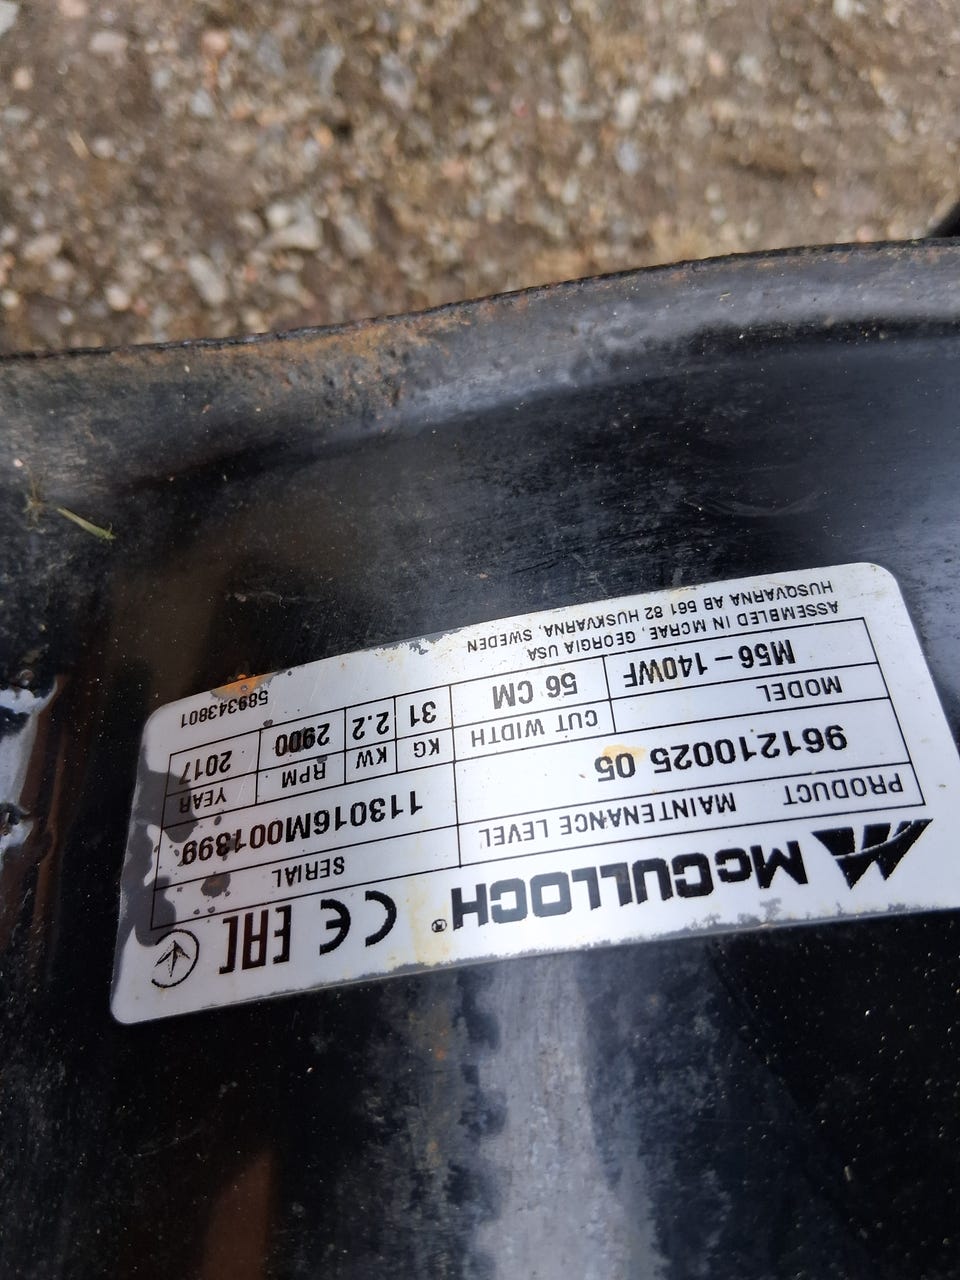 McCULLOCH® CE EAC
PRODUCT MAINTENANCE LEVEL SERIAL
961210025 05 113016M001399
MODEL CUT WIDTH KG KW RPM YEAR
M56-140WF 56 CM 31 2.2 2900 2017
ASSEMBLED IN MCRAE, GEORGIA USA
HUSQVARNA AB 561 82 HUSKVARNA, SWEDEN
589343801